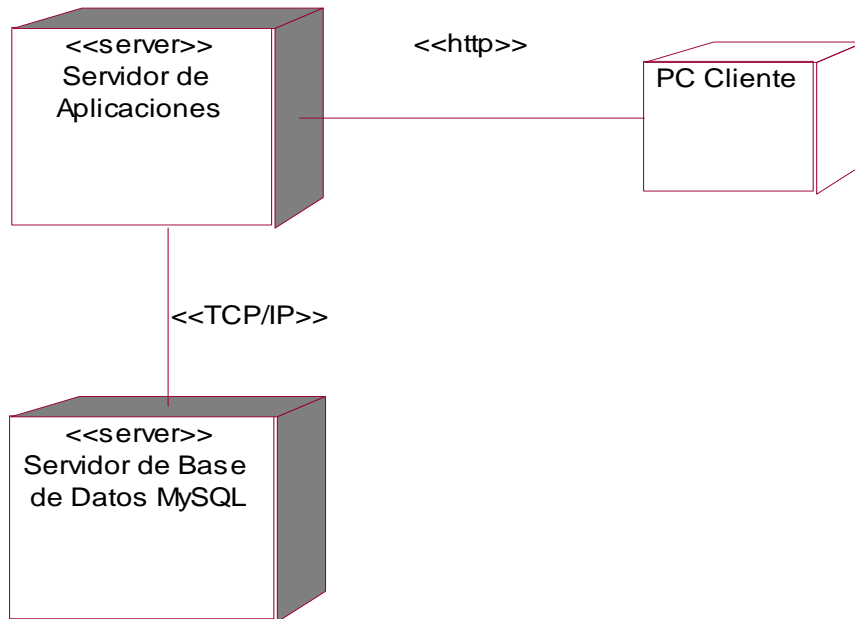 <<server>>
Servidor de
Aplicaciones
<<http>>
PC Cliente
<<TCP/IP>>
<<server>>
Servidor de Base
de Datos MySQL